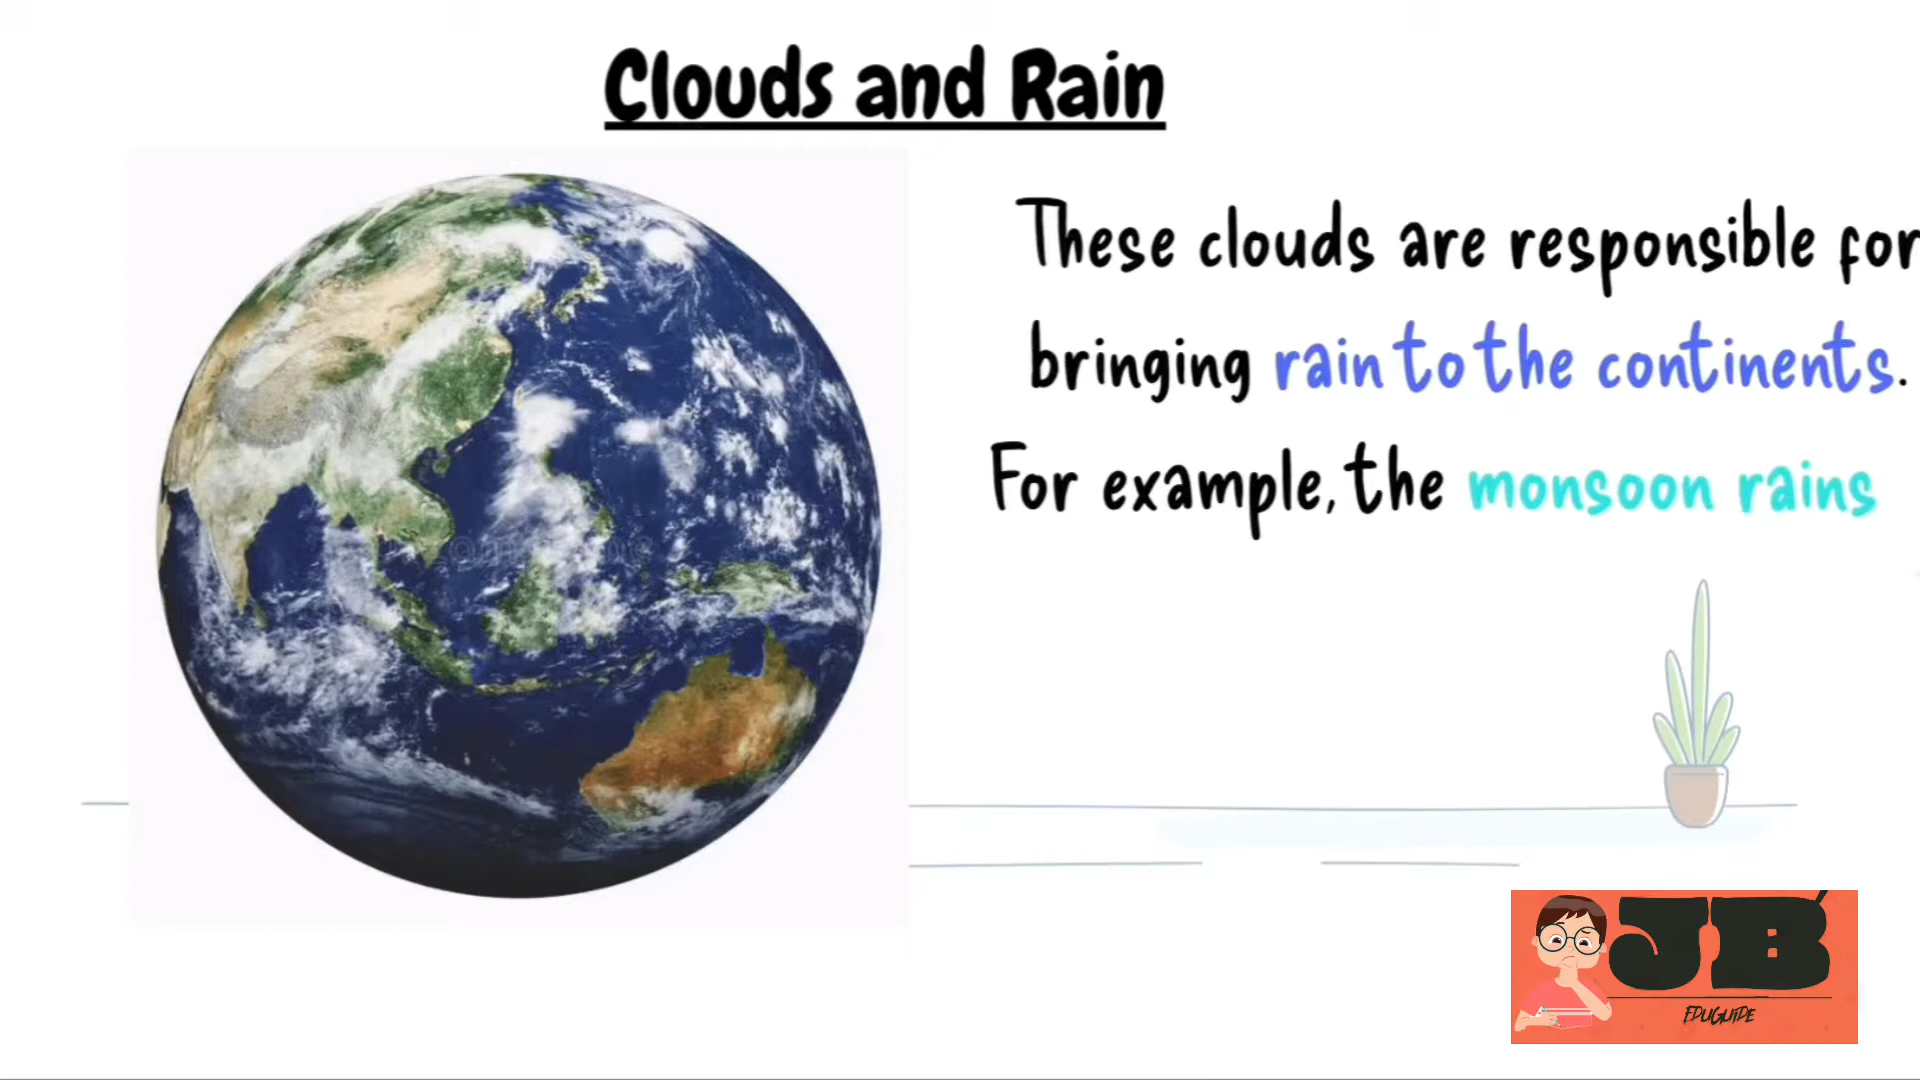 Clouds and Rain
These clouds are responsible for
bringing rain to the continents.
For example, the monsoon rains
JB
EDUGUIDE